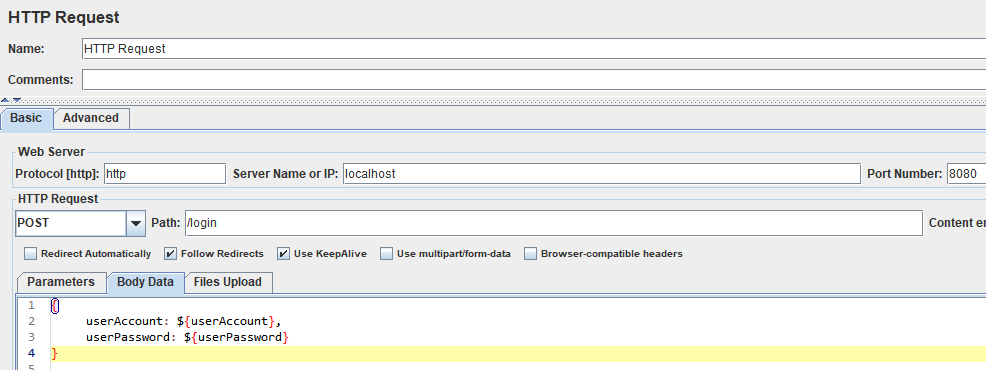 HTTP Request
Name: HTTP Request
Comments:
Basic Advanced
Web Server
Protocol [http]: http Server Name or IP: localhost Port Number: 8080
HTTP Request
POST Path: /login Content en
Redirect Automatically Follow Redirects Use KeepAlive Use multipart/form-data Browser-compatible headers
Parameters Body Data Files Upload
1 {
2 userAccount: ${userAccount},
3 userPassword: ${userPassword}
4 }
5